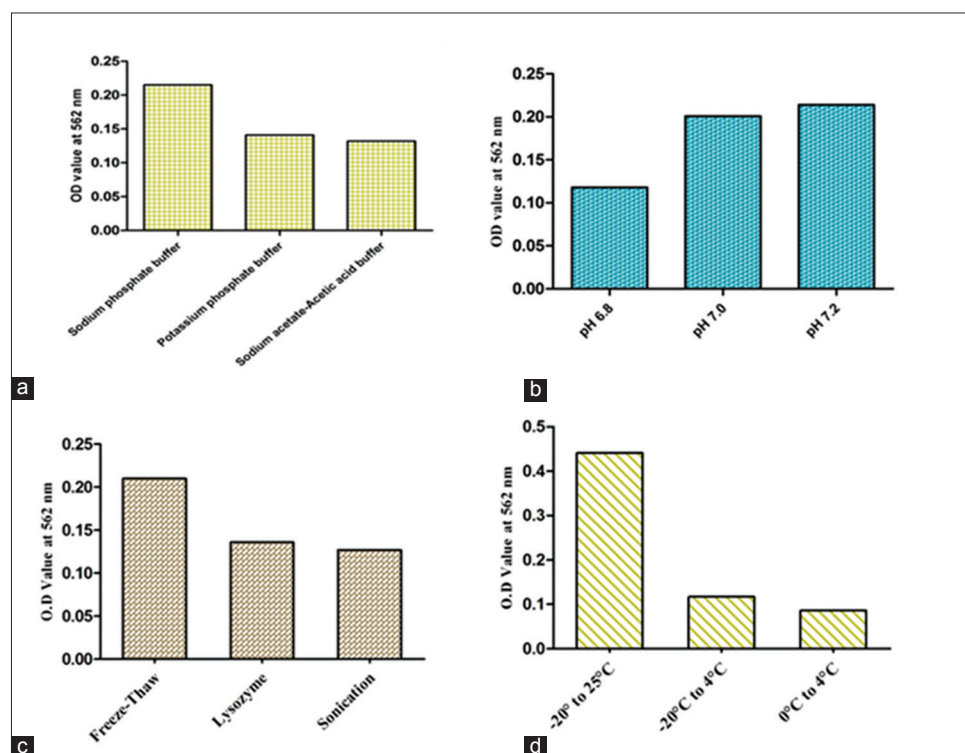 OD value at 562 nm
0.25
0.20
0.15
0.10
0.05
0.00
Sodium phosphate buffer
Potassium phosphate buffer
Sodium acetate-Acetic acid buffer
a
OD value at 562 nm
0.25
0.20
0.15
0.10
0.05
0.00
pH 6.8
pH 7.0
pH 7.2
b
O.D Value at 562 nm
0.25
0.20
0.15
0.10
0.05
0.00
Freeze-Thaw
Lysozyme
Sonication
c
O.D Value at 562 nm
0.5
0.4
0.3
0.2
0.1
0.0
-20° to 25°C
-20°C to 4°C
0°C to 4°C
d